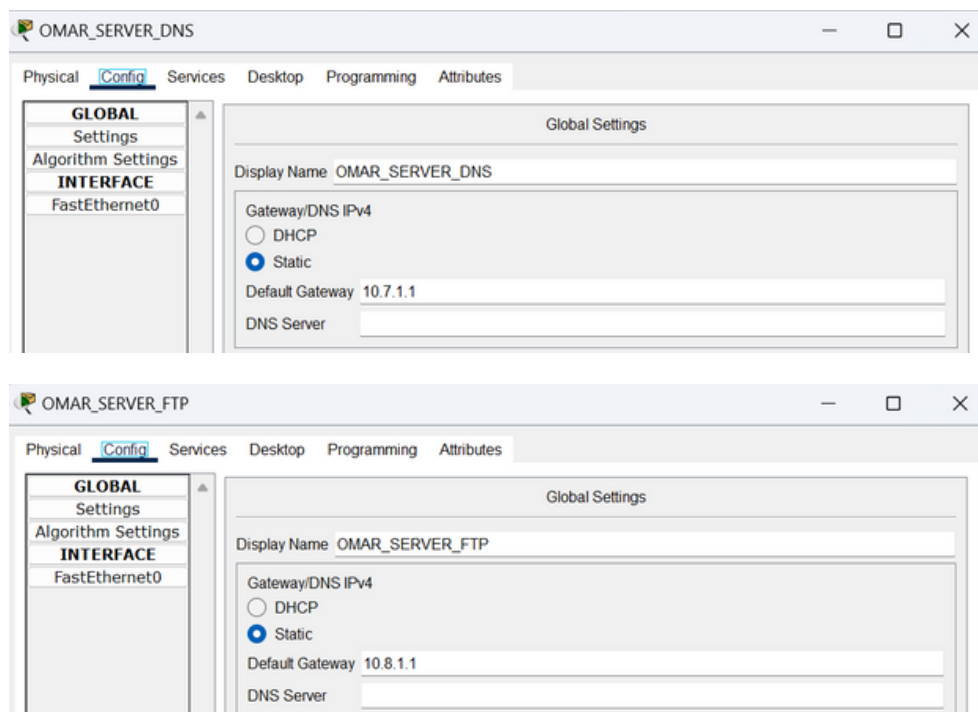 OMAR_SERVER_DNS
Physical Config Services Desktop Programming Attributes
GLOBAL
Settings
Algorithm Settings
INTERFACE
FastEthernet0
Global Settings
Display Name OMAR_SERVER_DNS
Gateway/DNS IPv4
DHCP
Static
Default Gateway 10.7.1.1
DNS Server
OMAR_SERVER_FTP
Physical Config Services Desktop Programming Attributes
GLOBAL
Settings
Algorithm Settings
INTERFACE
FastEthernet0
Global Settings
Display Name OMAR_SERVER_FTP
Gateway/DNS IPv4
DHCP
Static
Default Gateway 10.8.1.1
DNS Server